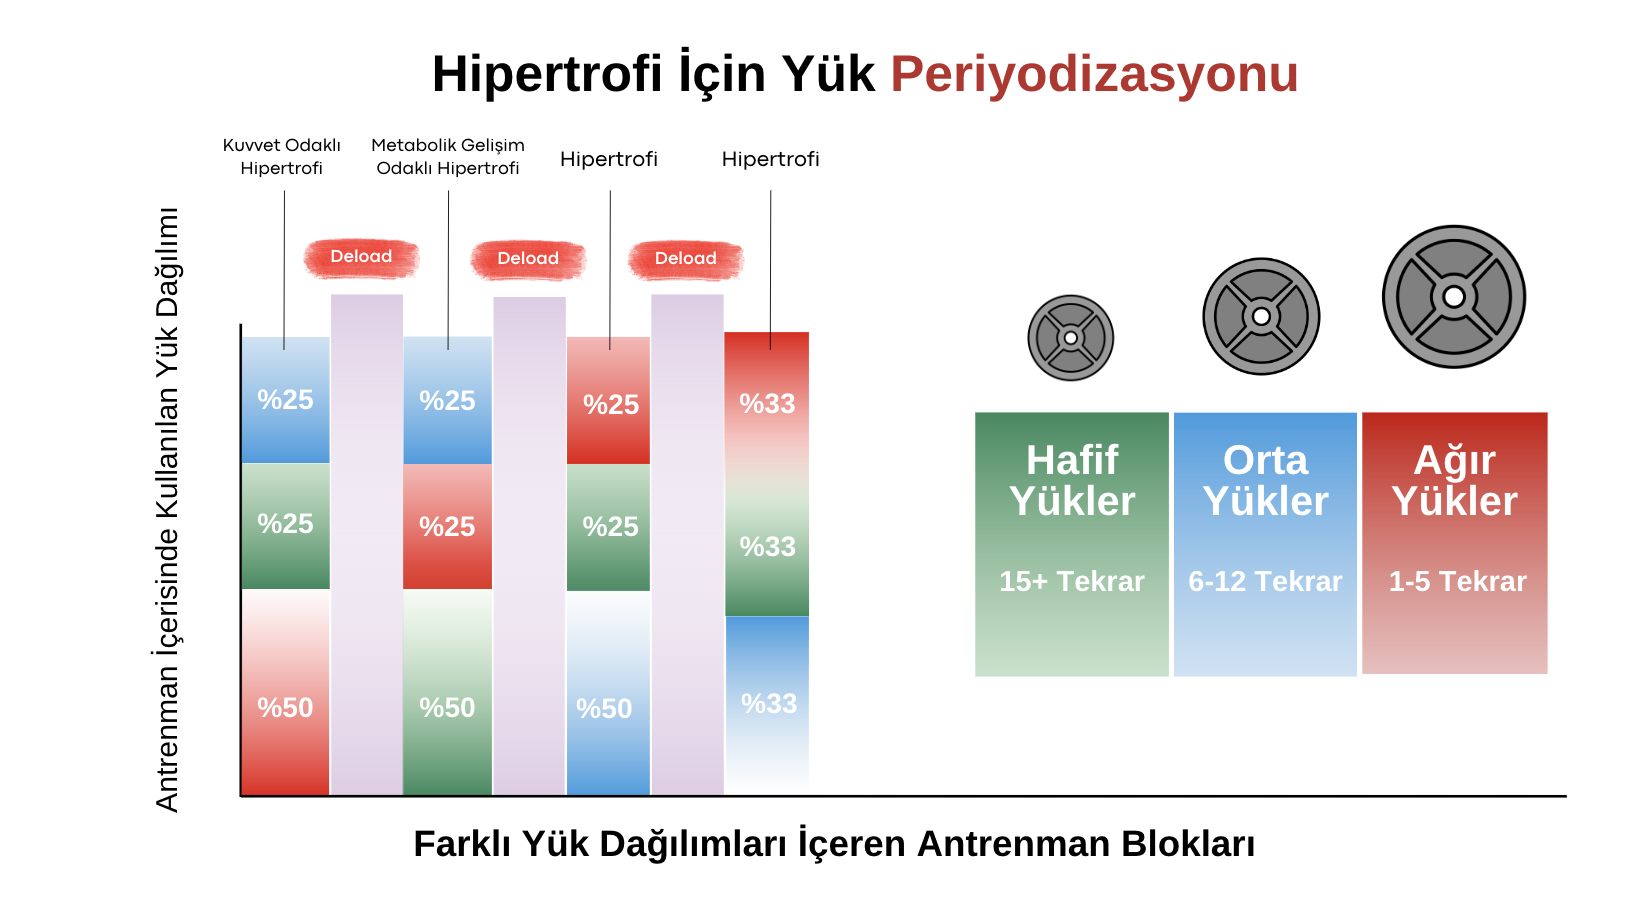 Hipertrofi İçin Yük Periyodizasyonu
Kuvvet Odaklı
Hipertrofi
Metabolik Gelişim
Odaklı Hipertrofi
Hipertrofi
Hipertrofi
Antrenman İçerisinde Kullanılan Yük Dağılımı
Deload
Deload
Deload
%25
%25
%25
%33
%25
%25
%25
%33
%50
%50
%50
%33
Hafif
Yükler
15+ Tekrar
Orta
Yükler
6-12 Tekrar
Ağır
Yükler
1-5 Tekrar
Farklı Yük Dağılımları İçeren Antrenman Blokları